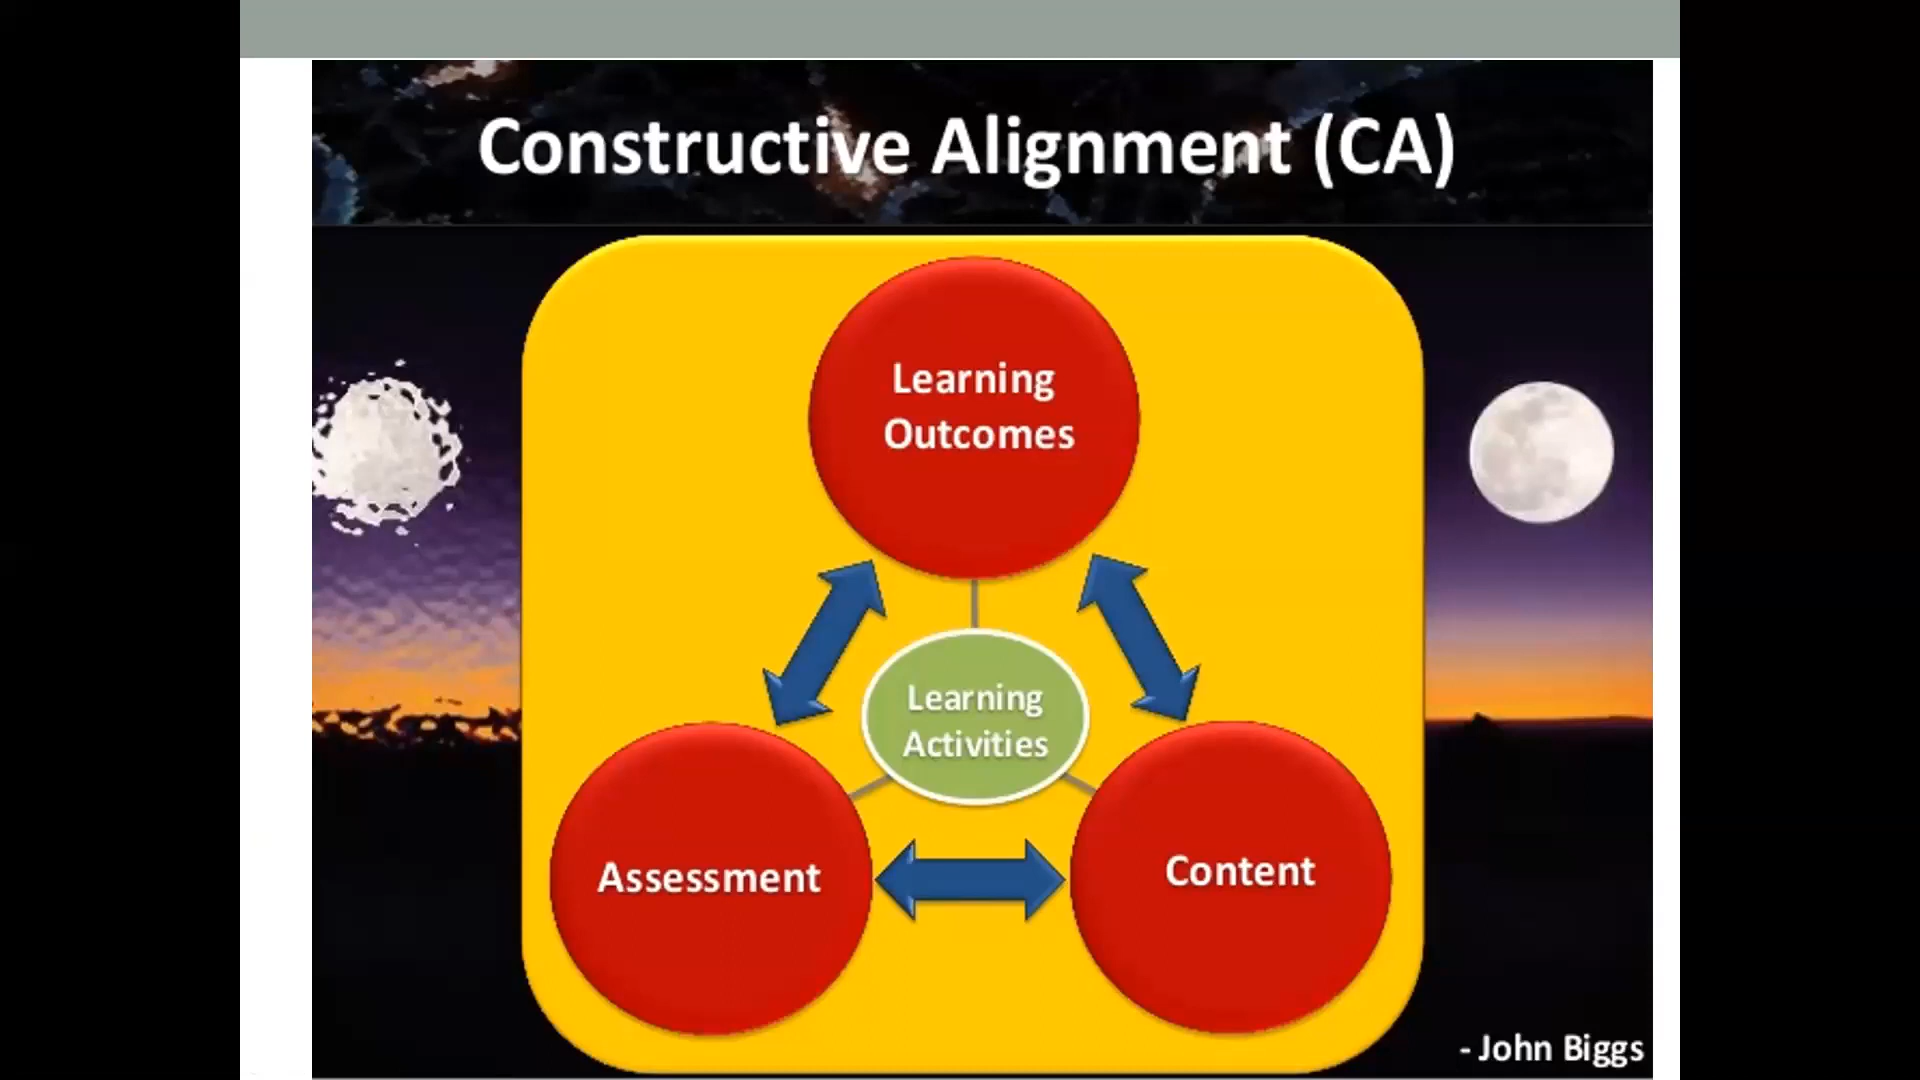 Constructive Alignment (CA)
Learning
Outcomes
Learning
Activities
Assessment
Content
- John Biggs